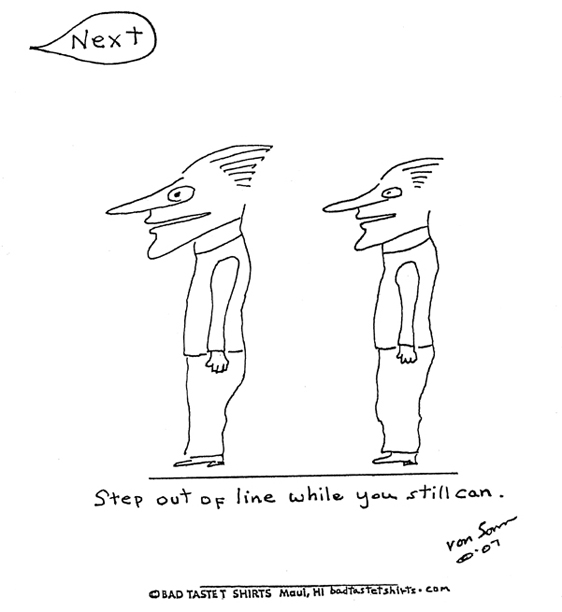 Next
Step out of line while you still can.
von Sonn
©·07
© BAD TASTE T SHIRTS Maui, HI badtastetshirts.com